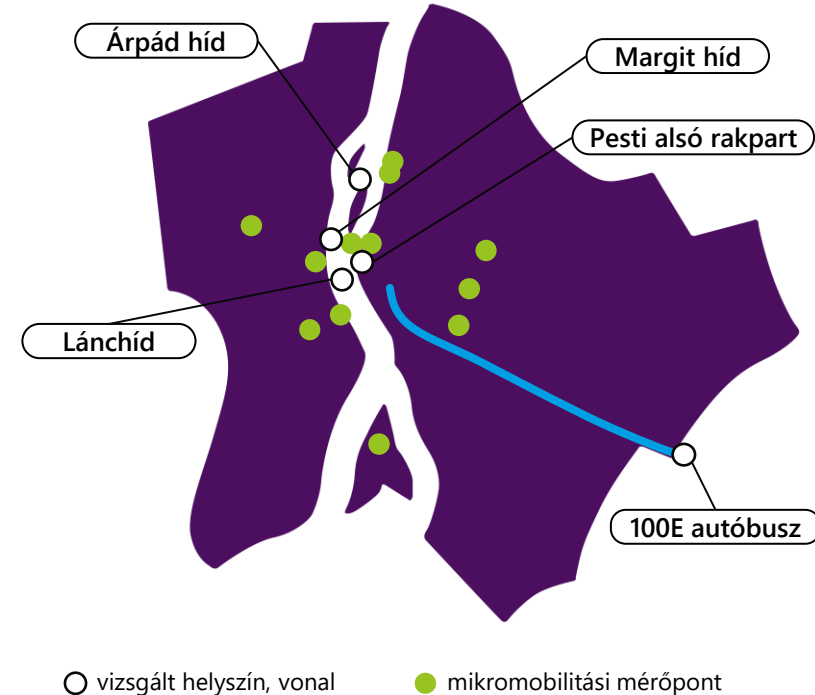 Árpád híd
Margit híd
Pesti alsó rakpart
Lánchíd
100E autóbusz
vizsgált helyszín, vonal
mikromobilitási mérőpont